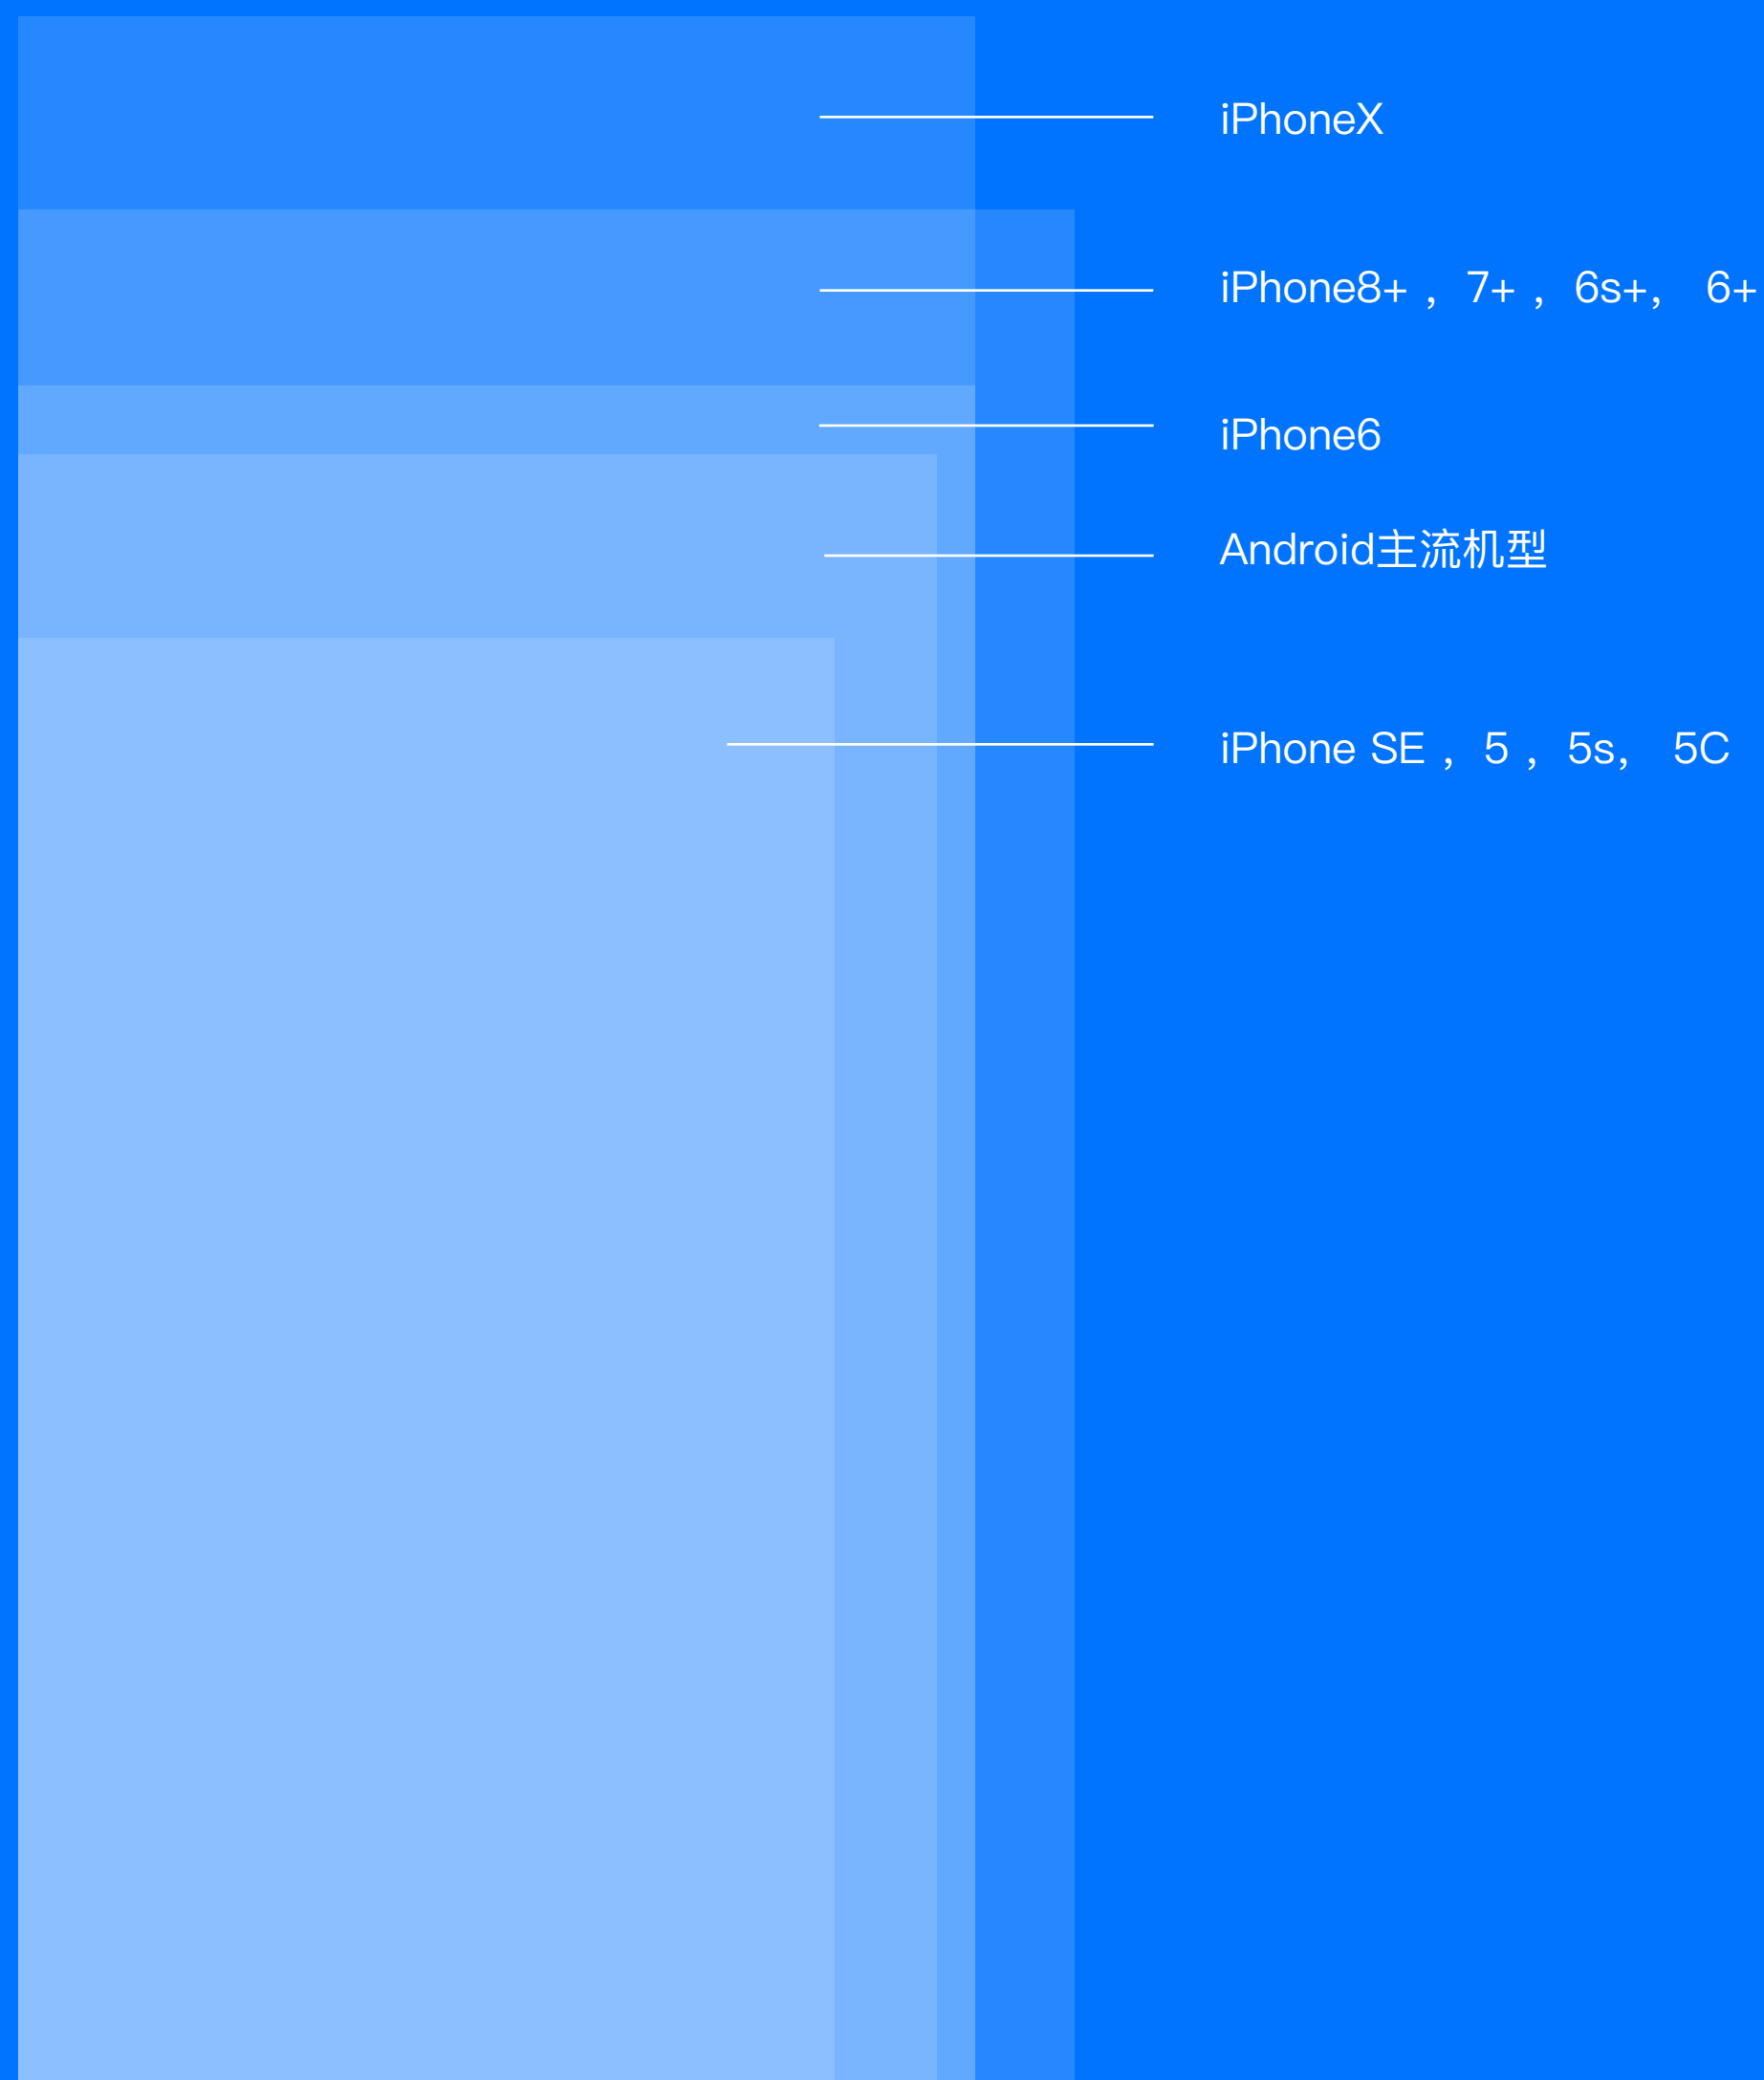 iPhoneX
iPhone8+ ，7+ ，6s+， 6+
iPhone6
Android主流机型
iPhone SE ，5 ，5s， 5C